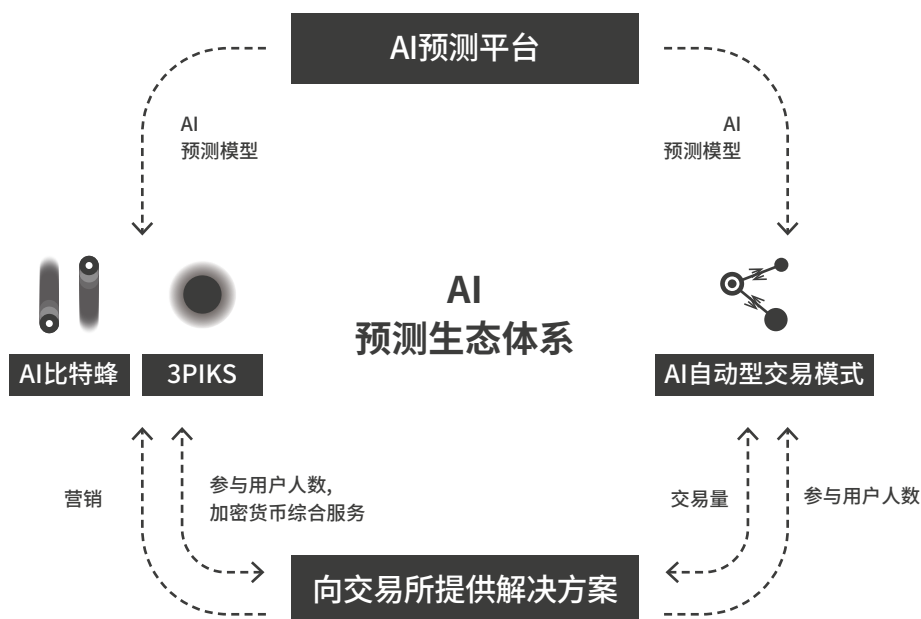 AI预测平台
AI
预测模型
AI
预测模型
AI
预测生态体系
AI比特蜂
3PIKS
AI自动型交易模式
营销
参与用户人数,
加密货币综合服务
交易量
参与用户人数
向交易所提供解决方案